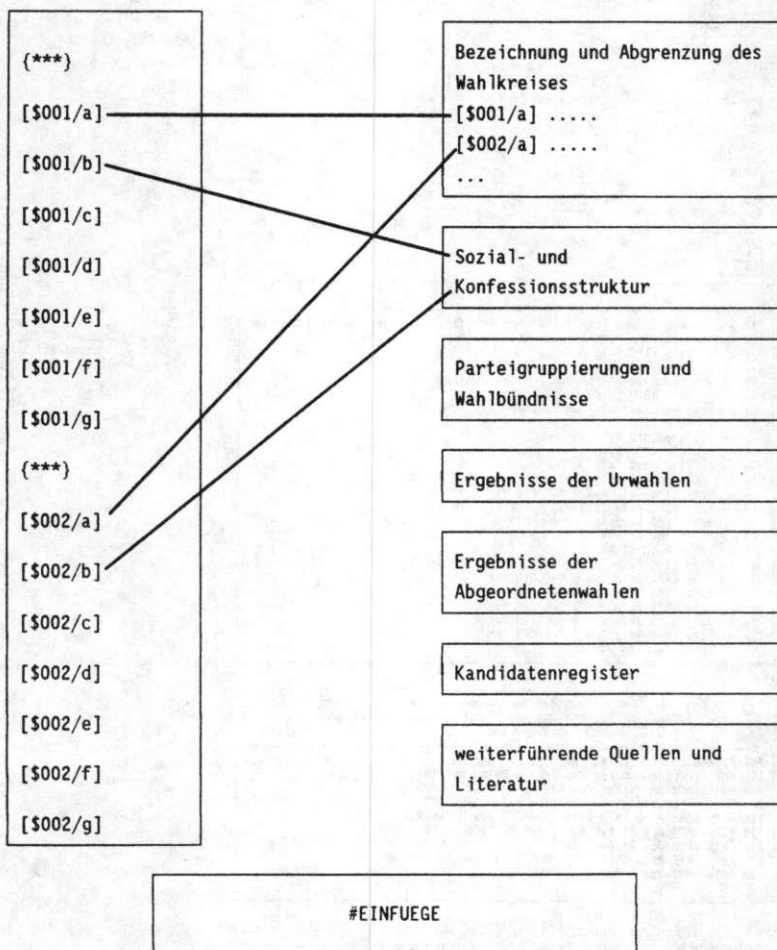 {***}
[$001/a]
[$001/b]
[$001/c]
[$001/d]
[$001/e]
[$001/f]
[$001/g]
{***}
[$002/a]
[$002/b]
[$002/c]
[$002/d]
[$002/e]
[$002/f]
[$002/g]
Bezeichnung und Abgrenzung des
Wahlkreises
[$001/a] .....
[$002/a] .....
...
Sozial- und
Konfessionsstruktur
Parteigruppierungen und
Wahlbündnisse
Ergebnisse der Urwahlen
Ergebnisse der
Abgeordnetenwahlen
Kandidatenregister
weiterführende Quellen und
Literatur
#EINFUEGE